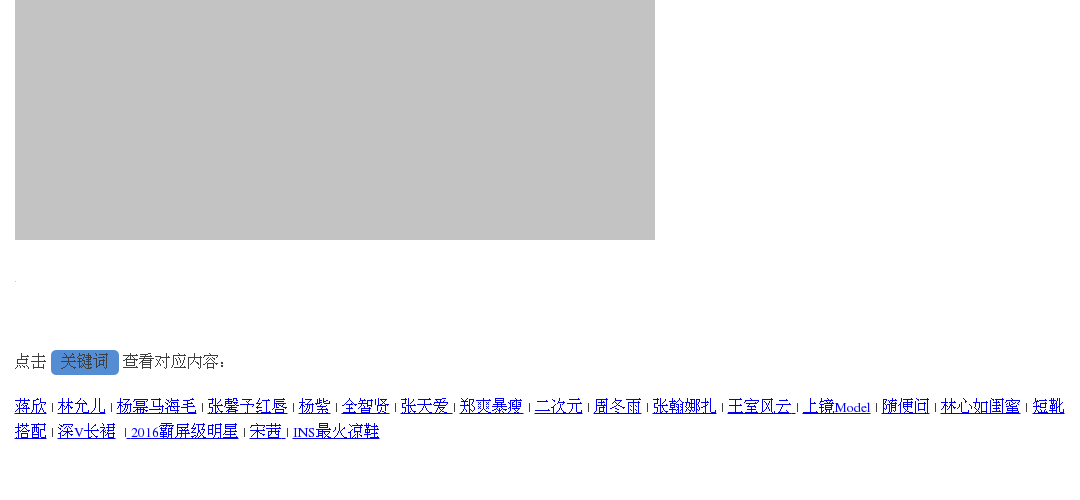 点击 关键词 查看对应内容：
蒋欣 | 林允儿 | 杨幂马海毛 | 张馨予红唇 | 杨紫 | 全智贤 | 张天爱 | 郑爽暴瘦 | 二次元 | 周冬雨 | 张翰娜扎 | 王室风云 | 上镜Model | 随便问 | 林心如闺蜜 | 短靴
搭配 | 深V长裙 | 2016霸屏级明星 | 宋茜 | INS最火凉鞋